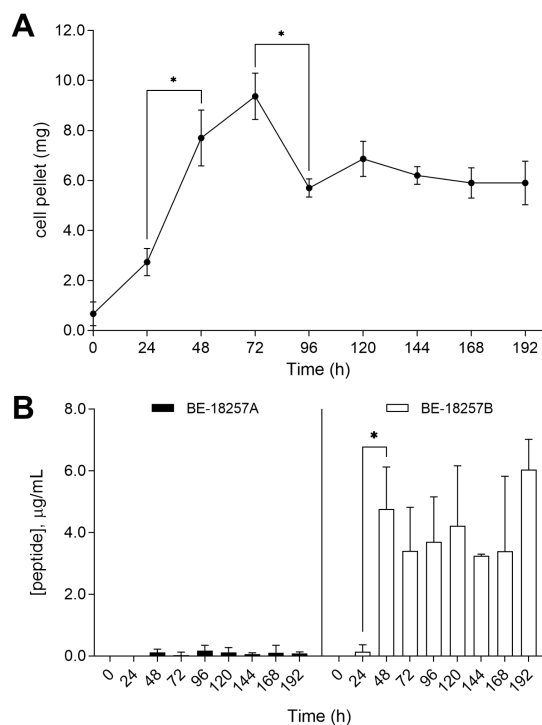 A
12.0
10.0
8.0
6.0
4.0
2.0
0.0
cell pellet (mg)
*
*
0 24 48 72 96 120 144 168 192
Time (h)
B
BE-18257A BE-18257B
8.0
6.0
4.0
2.0
0.0
[peptide], µg/mL
*
0 24 48 72 96 120 144 168 192 0 24 48 72 96 120 144 168 192
Time (h)